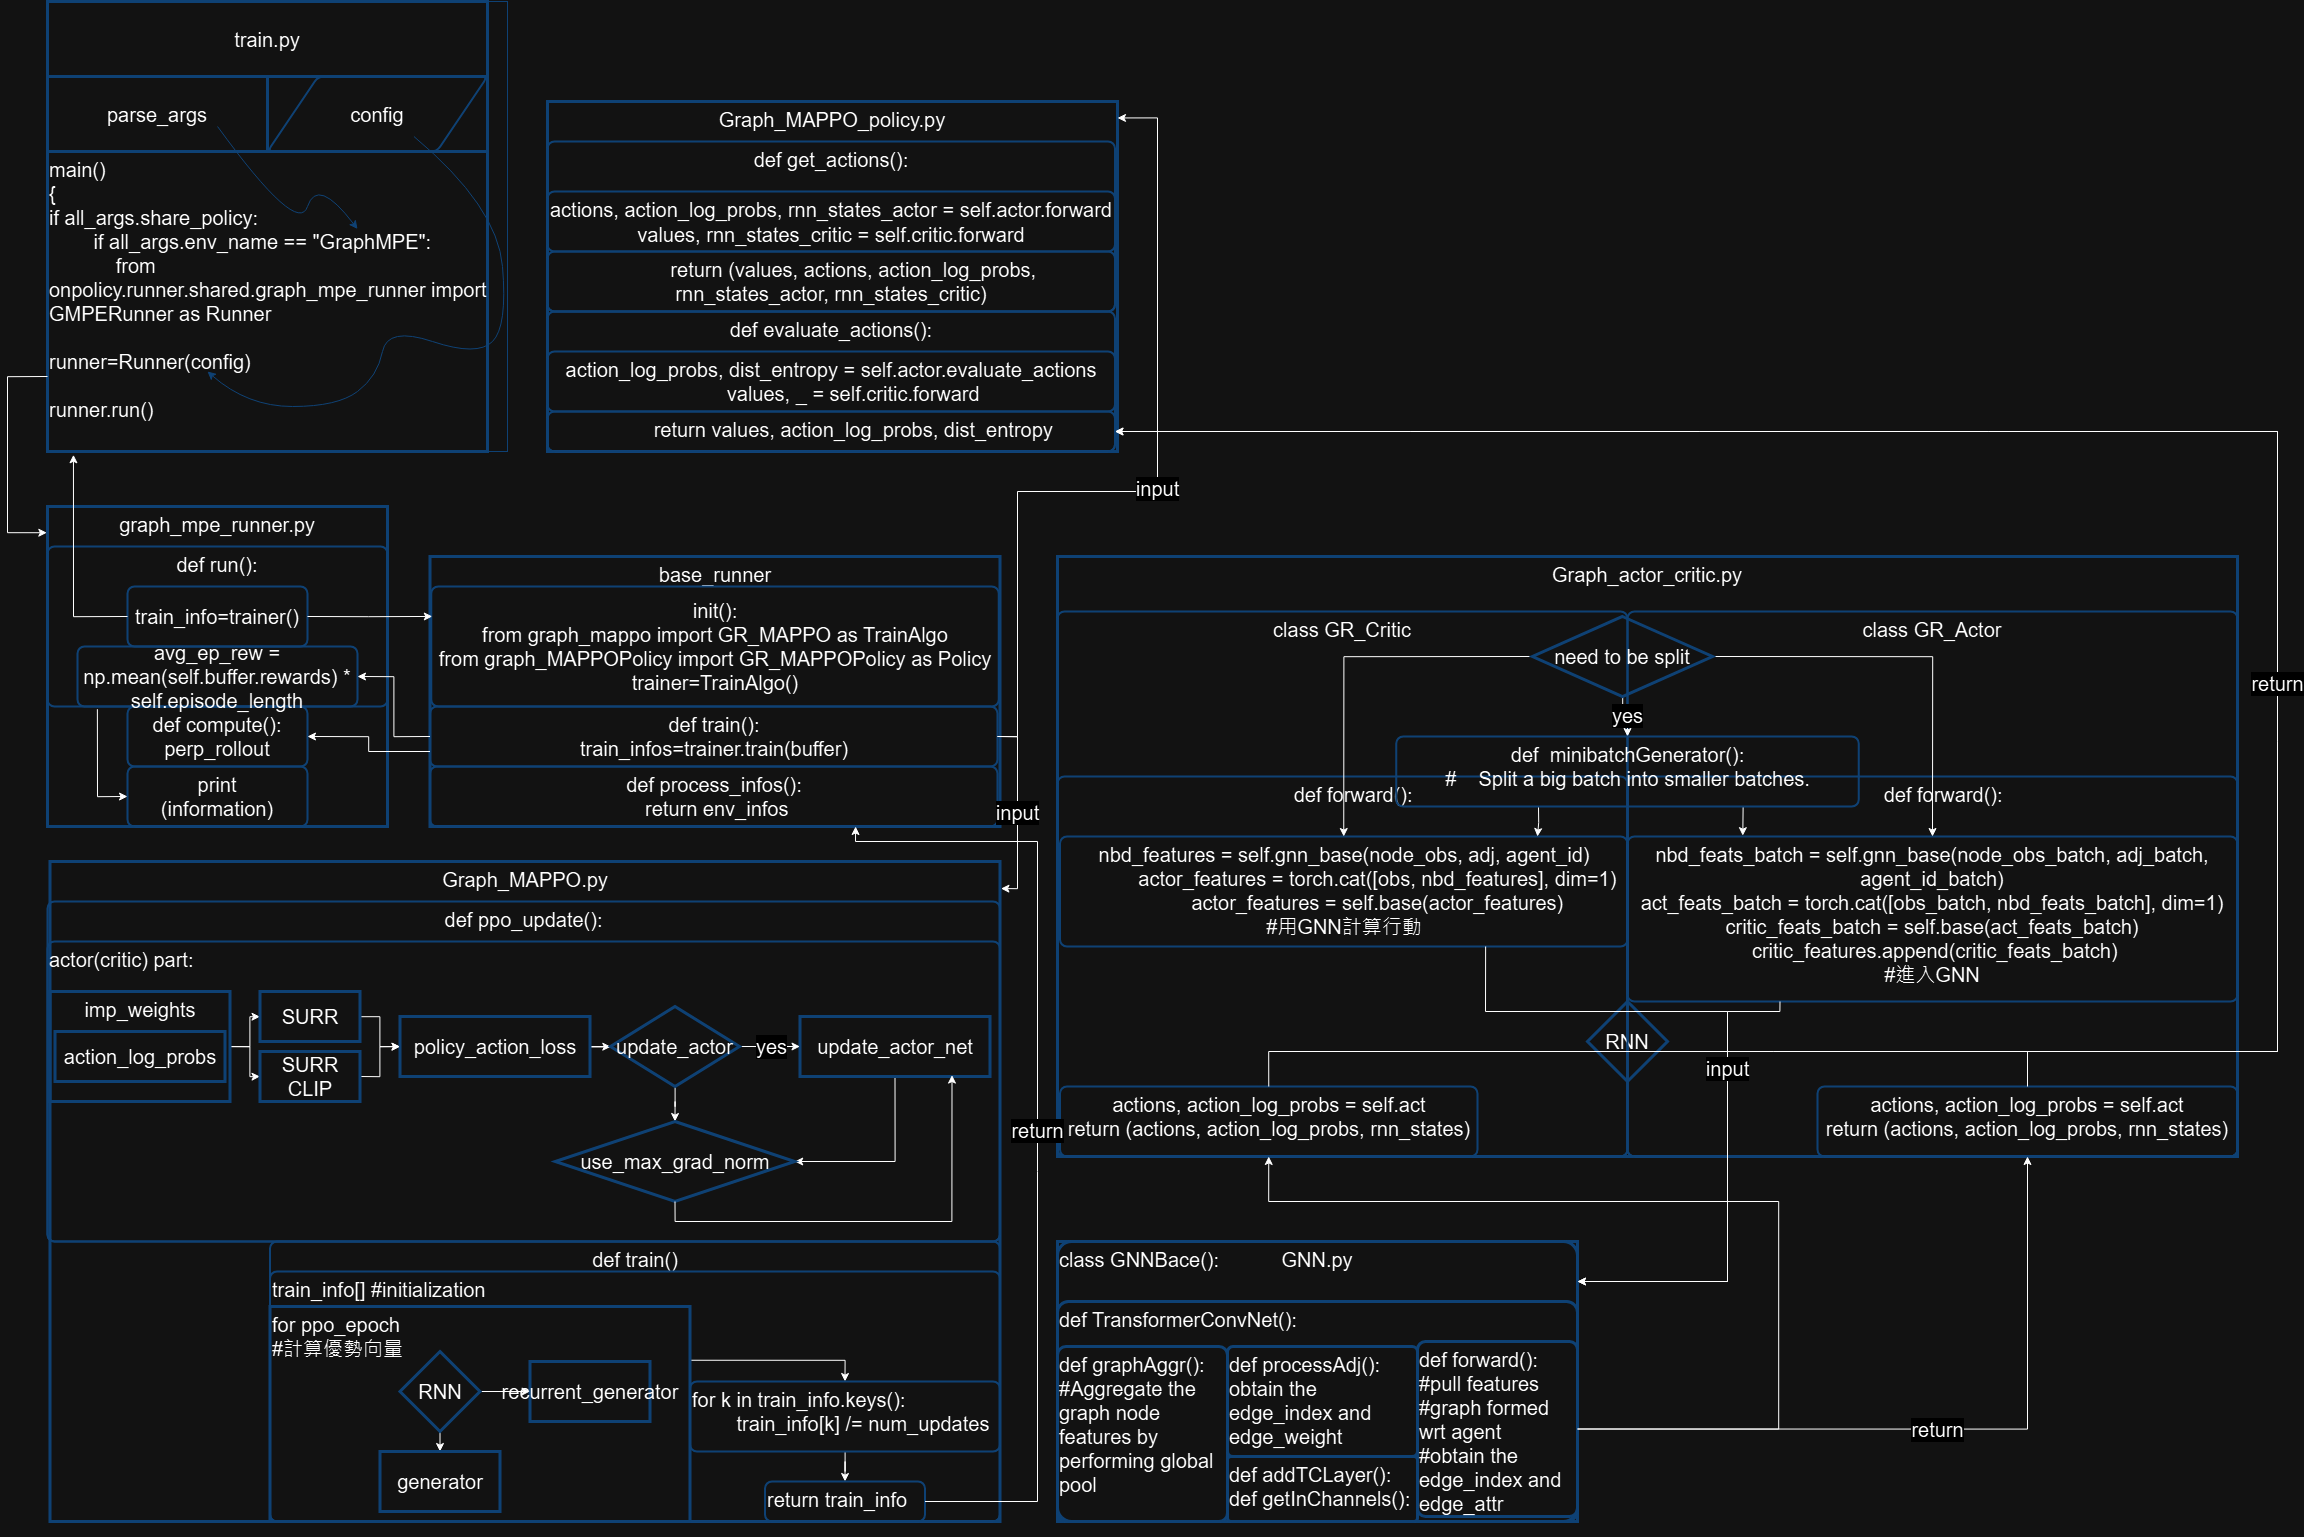 train.py
parse_args
config
main()
{
if all_args.share_policy:
if all_args.env_name == "GraphMPE":
from
onpolicy.runner.shared.graph_mpe_runner import
GMPERunner as Runner
runner=Runner(config)
runner.run()
Graph_MAPPO_policy.py
def get_actions():
actions, action_log_probs, rnn_states_actor = self.actor.forward
values, rnn_states_critic = self.critic.forward
return (values, actions, action_log_probs,
rnn_states_actor, rnn_states_critic)
def evaluate_actions():
action_log_probs, dist_entropy = self.actor.evaluate_actions
values, _ = self.critic.forward
return values, action_log_probs, dist_entropy
input
return
graph_mpe_runner.py
def run():
train_info=trainer()
avg_ep_rew =
np.mean(self.buffer.rewards) *
self.episode_length
def compute():
perp_rollout
print
(information)
base_runner
init():
from graph_mappo import GR_MAPPO as TrainAlgo
from graph_MAPPOPolicy import GR_MAPPOPolicy as Policy
trainer=TrainAlgo()
def train():
train_infos=trainer.train(buffer)
def process_infos():
return env_infos
input
Graph_actor_critic.py
class GR_Critic
class GR_Actor
need to be split
yes
def  minibatchGenerator():
#    Split a big batch into smaller batches.
def forward():
def forward():
nbd_features = self.gnn_base(node_obs, adj, agent_id)
actor_features = torch.cat([obs, nbd_features], dim=1)
actor_features = self.base(actor_features)
#用GNN計算行動
nbd_feats_batch = self.gnn_base(node_obs_batch, adj_batch,
agent_id_batch)
act_feats_batch = torch.cat([obs_batch, nbd_feats_batch], dim=1)
critic_feats_batch = self.base(act_feats_batch)
critic_features.append(critic_feats_batch)
#進入GNN
RNN
input
actions, action_log_probs = self.act
return (actions, action_log_probs, rnn_states)
actions, action_log_probs = self.act
return (actions, action_log_probs, rnn_states)
Graph_MAPPO.py
def ppo_update():
actor(critic) part:
imp_weights
action_log_probs
SURR
SURR
CLIP
policy_action_loss
update_actor
yes
update_actor_net
use_max_grad_norm
return
def train()
train_info[] #initialization
for ppo_epoch
#計算優勢向量
RNN
recurrent_generator
generator
for k in train_info.keys():
train_info[k] /= num_updates
return train_info
class GNNBace():
GNN.py
def TransformerConvNet():
def graphAggr():
#Aggregate the
graph node
features by
performing global
pool
def processAdj():
obtain the
edge_index and
edge_weight
def addTCLayer():
def getInChannels():
def forward():
#pull features
#graph formed
wrt agent
#obtain the
edge_index and
edge_attr
return